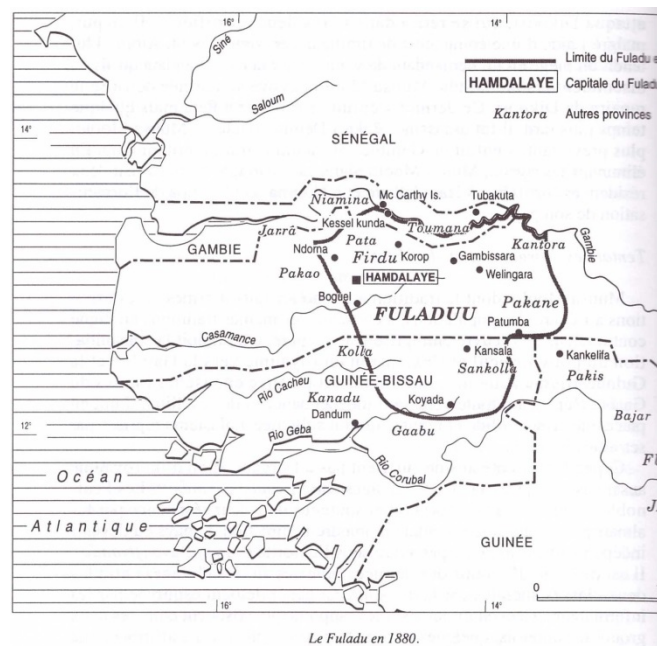 16°
14°
Siné
Saloum
Limite du Fuladu e
HAMDALAYE
Capitale du Fuladu
Kantora
Autres provinces
14°
SÉNÉGAL
Niamina
Mc Carthy Is.
Tubakuta
Kessel kunda
Toumana
Jarrâ
Kantora
GAMBIE
Pata
Gambie
Ndorna
Firdu
Korop
Gambissara
Pakao
Welingara
HAMDALAYE
Boguel
Pakane
FULADUU
Patumba
Casamance
Kolla
Kansala
Kankelifa
Sankolla
GUINÉE-BISSAU
Pakis
Rio Cacheu
Kanadu
Koyada
Bajar
Dandum
12°
Rio Geba
Gaabu
Rio Corubal
Océan
Atlantique
GUINÉE
0
16°
14°
Le Fuladu en 1880.